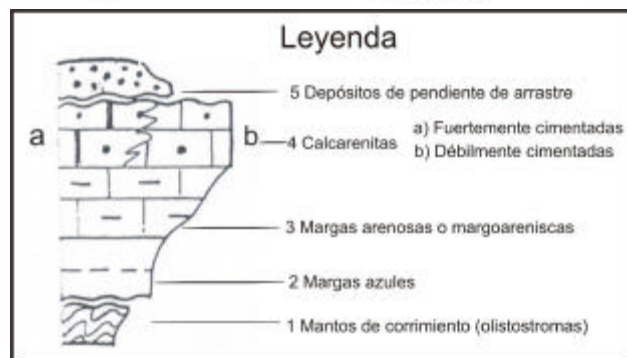 Leyenda
5 Depósitos de pendiente de arrastre
a b 4 Calcarenitas a) Fuertemente cimentadas
b) Débilmente cimentadas
3 Margas arenosas o margoareniscas
2 Margas azules
1 Mantos de corrimiento (olistostromas)